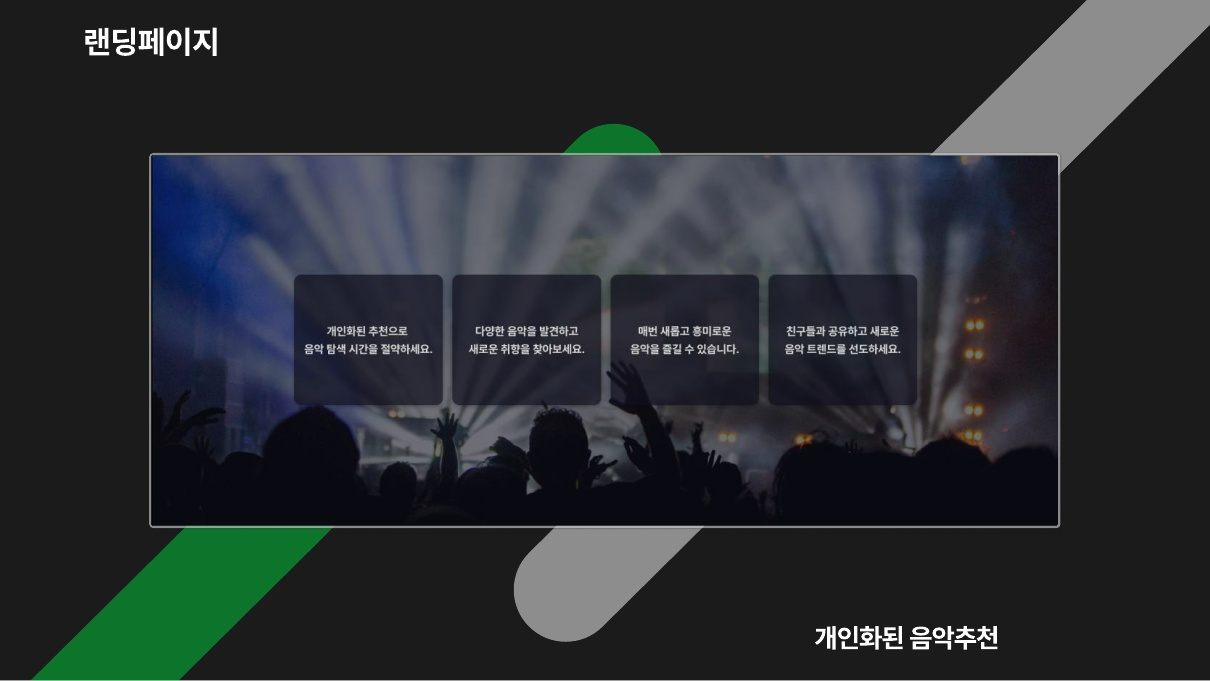 랜딩페이지
개인화된 추천으로
음악 탐색 시간을 절약하세요.
다양한 음악을 발견하고
새로운 취향을 찾아보세요.
매번 새롭고 흥미로운
음악을 즐길 수 있습니다.
친구들과 공유하고 새로운
음악 트렌드를 선도하세요.
개인화된 음악추천